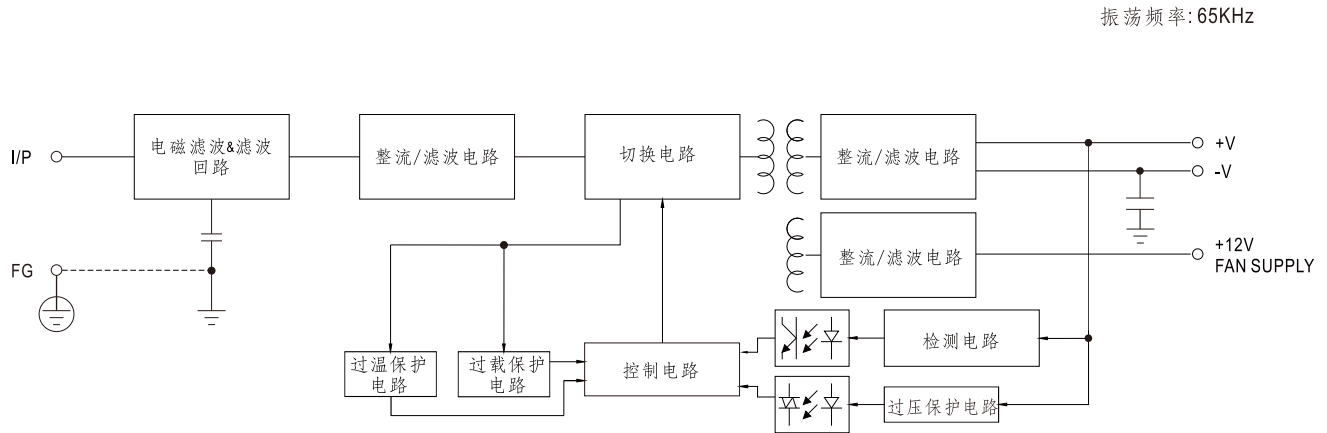 振荡频率: 65KHz
I/P
电磁滤波&滤波
回路
整流/滤波电路
切换电路
整流/滤波电路
+V
-V
FG
整流/滤波电路
+12V
FAN SUPPLY
过温保护
电路
过载保护
电路
控制电路
检测电路
过压保护电路